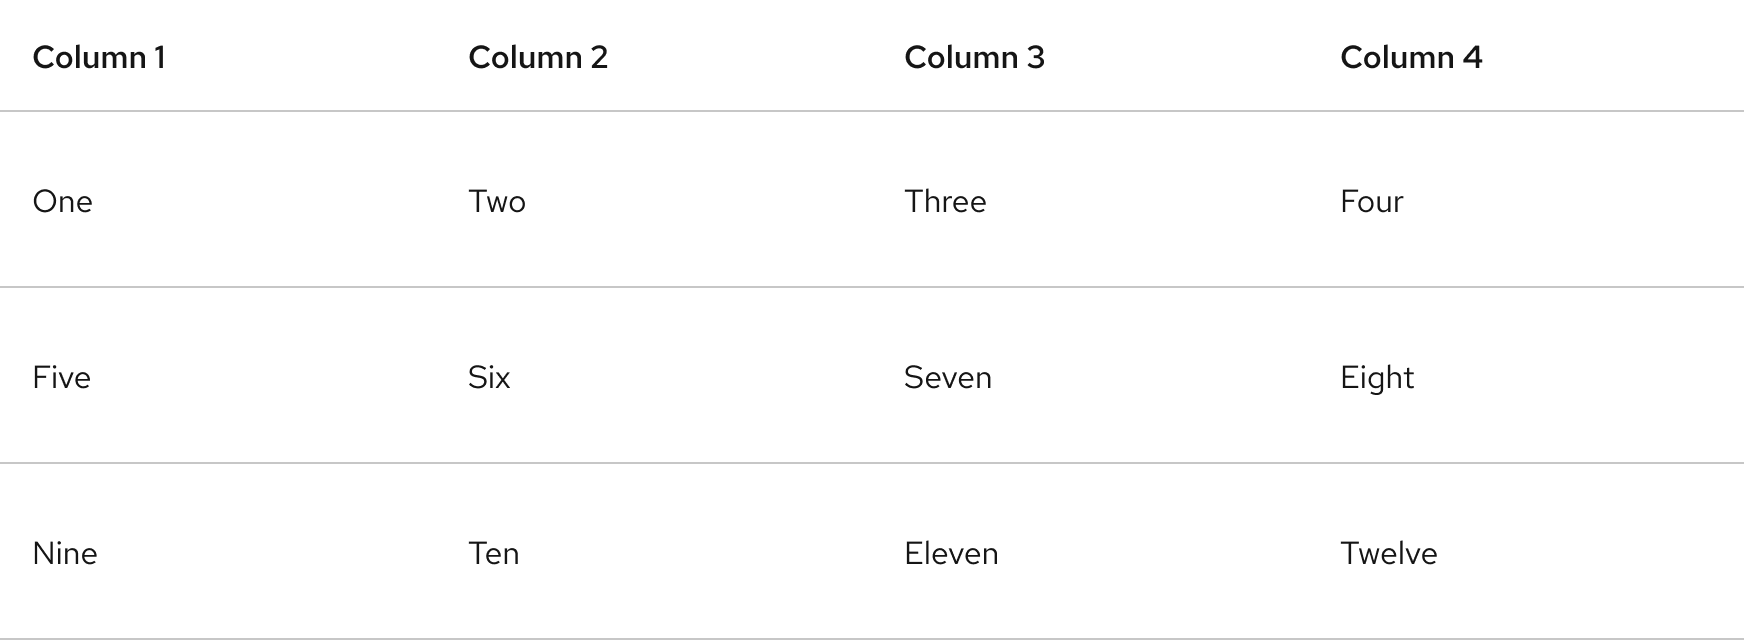 Column 1 Column 2 Column 3 Column 4
One Two Three Four
Five Six Seven Eight
Nine Ten Eleven Twelve